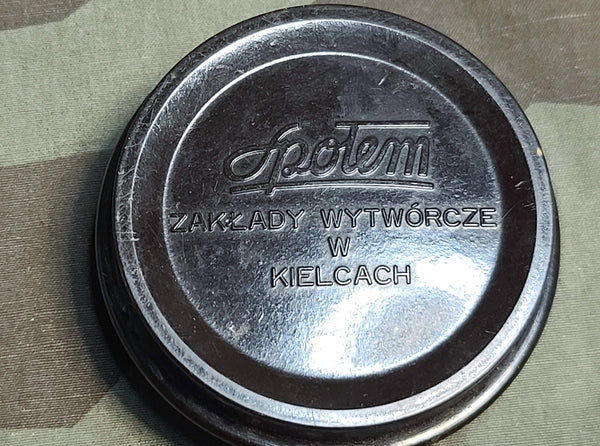 Społem
ZAKŁADY WYTWÓRCZE
W
KIELCACH